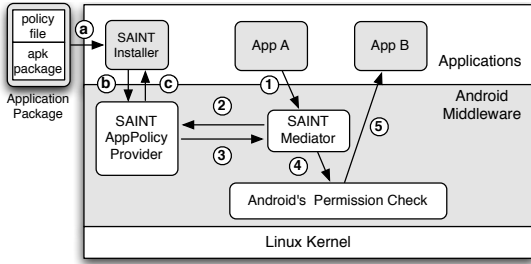 policy
file
apk
package
Application
Package
a
SAINT
Installer
b
c
App A
App B
Applications
Android
Middleware
1
2
3
4
5
SAINT
AppPolicy
Provider
SAINT
Mediator
Android's Permission Check
Linux Kernel